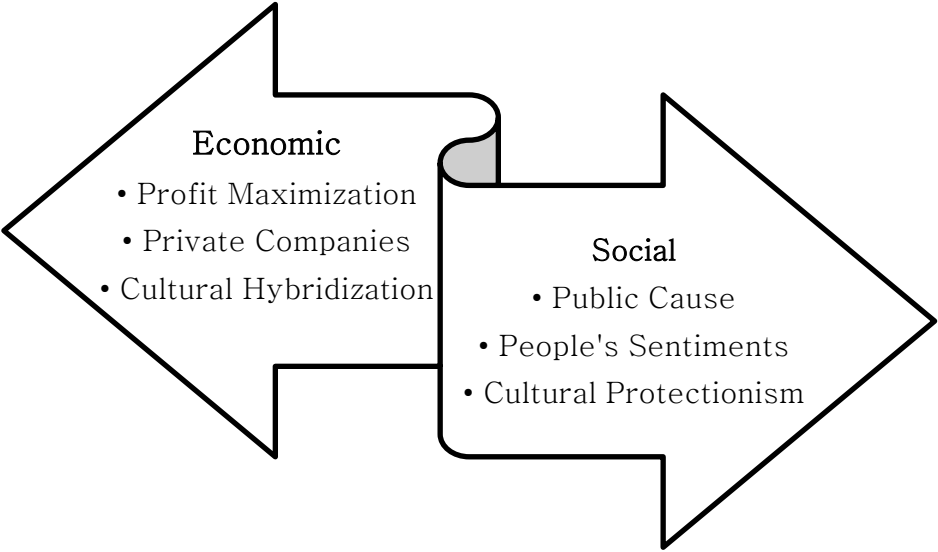 Economic
• Profit Maximization
• Private Companies
• Cultural Hybridization
Social
• Public Cause
• People's Sentiments
• Cultural Protectionism